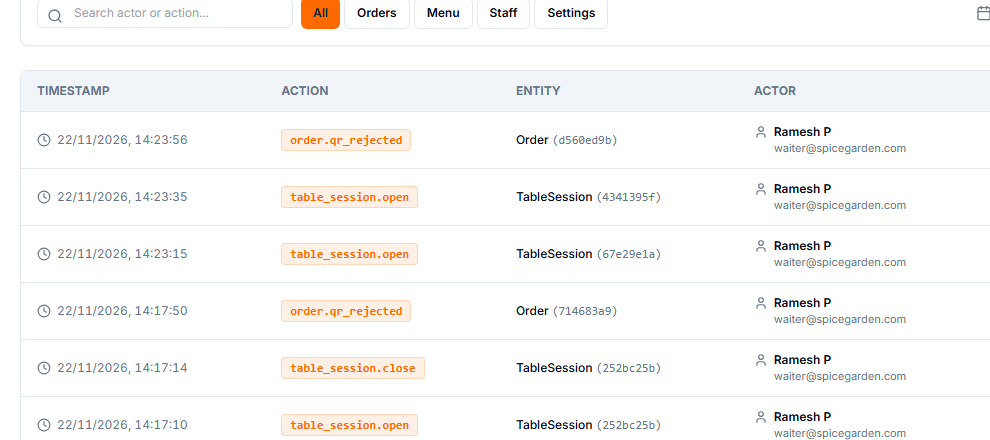 Search actor or action... All Orders Menu Staff Settings
TIMESTAMP ACTION ENTITY ACTOR
22/11/2026, 14:23:56 order.qr_rejected Order (d560ed9b) Ramesh P
waiter@spicegarden.com
22/11/2026, 14:23:35 table_session.open TableSession (4341395f) Ramesh P
waiter@spicegarden.com
22/11/2026, 14:23:15 table_session.open TableSession (67e29e1a) Ramesh P
waiter@spicegarden.com
22/11/2026, 14:17:50 order.qr_rejected Order (714683a9) Ramesh P
waiter@spicegarden.com
22/11/2026, 14:17:14 table_session.close TableSession (252bc25b) Ramesh P
waiter@spicegarden.com
22/11/2026, 14:17:10 table_session.open TableSession (252bc25b) Ramesh P
waiter@spicegarden.com